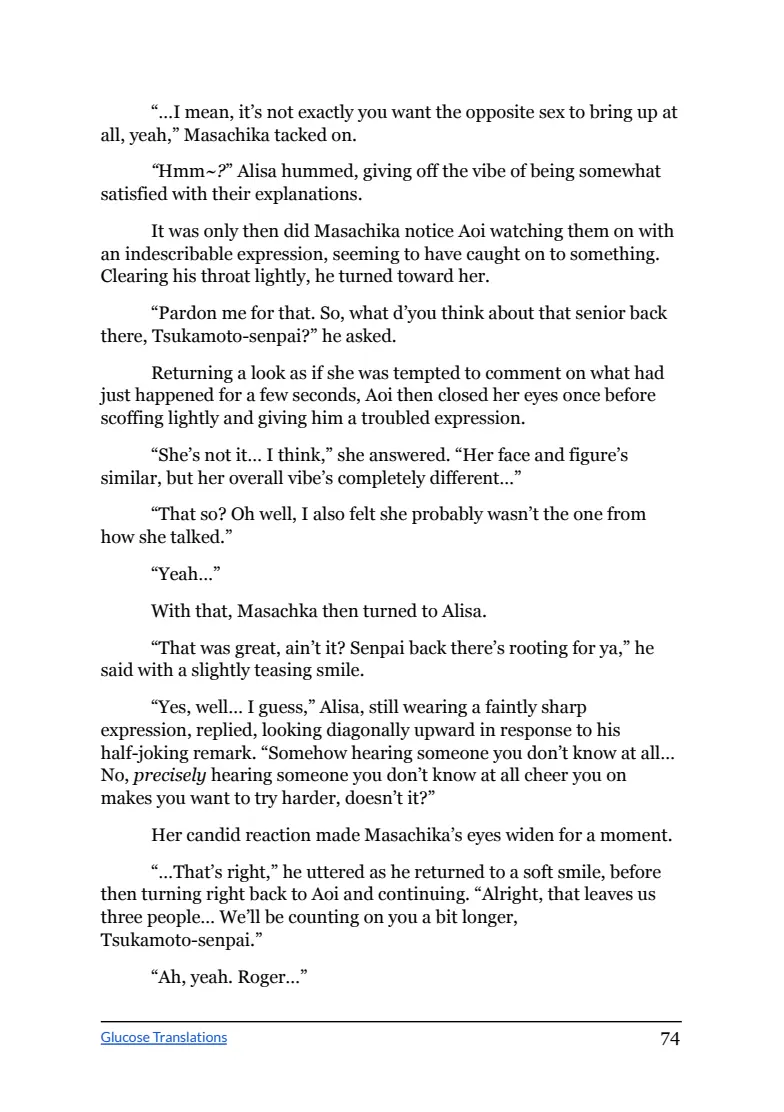 “…I mean, it’s not exactly you want the opposite sex to bring up at
all, yeah,” Masachika tacked on.
“Hmm~?” Alisa hummed, giving off the vibe of being somewhat
satisfied with their explanations.
It was only then did Masachika notice Aoi watching them on with
an indescribable expression, seeming to have caught on to something.
Clearing his throat lightly, he turned toward her.
“Pardon me for that. So, what d’you think about that senior back
there, Tsukamoto-senpai?” he asked.
Returning a look as if she was tempted to comment on what had
just happened for a few seconds, Aoi then closed her eyes once before
scoffing lightly and giving him a troubled expression.
“She’s not it… I think,” she answered. “Her face and figure’s
similar, but her overall vibe’s completely different…”
“That so? Oh well, I also felt she probably wasn’t the one from
how she talked.”
“Yeah…”
With that, Masachka then turned to Alisa.
“That was great, ain’t it? Senpai back there’s rooting for ya,” he
said with a slightly teasing smile.
“Yes, well… I guess,” Alisa, still wearing a faintly sharp
expression, replied, looking diagonally upward in response to his
half-joking remark. “Somehow hearing someone you don’t know at all…
No, precisely hearing someone you don’t know at all cheer you on
makes you want to try harder, doesn’t it?”
Her candid reaction made Masachika’s eyes widen for a moment.
“…That’s right,” he uttered as he returned to a soft smile, before
then turning right back to Aoi and continuing. “Alright, that leaves us
three people… We’ll be counting on you a bit longer,
Tsukamoto-senpai.”
“Ah, yeah. Roger…”
Glucose Translations 74